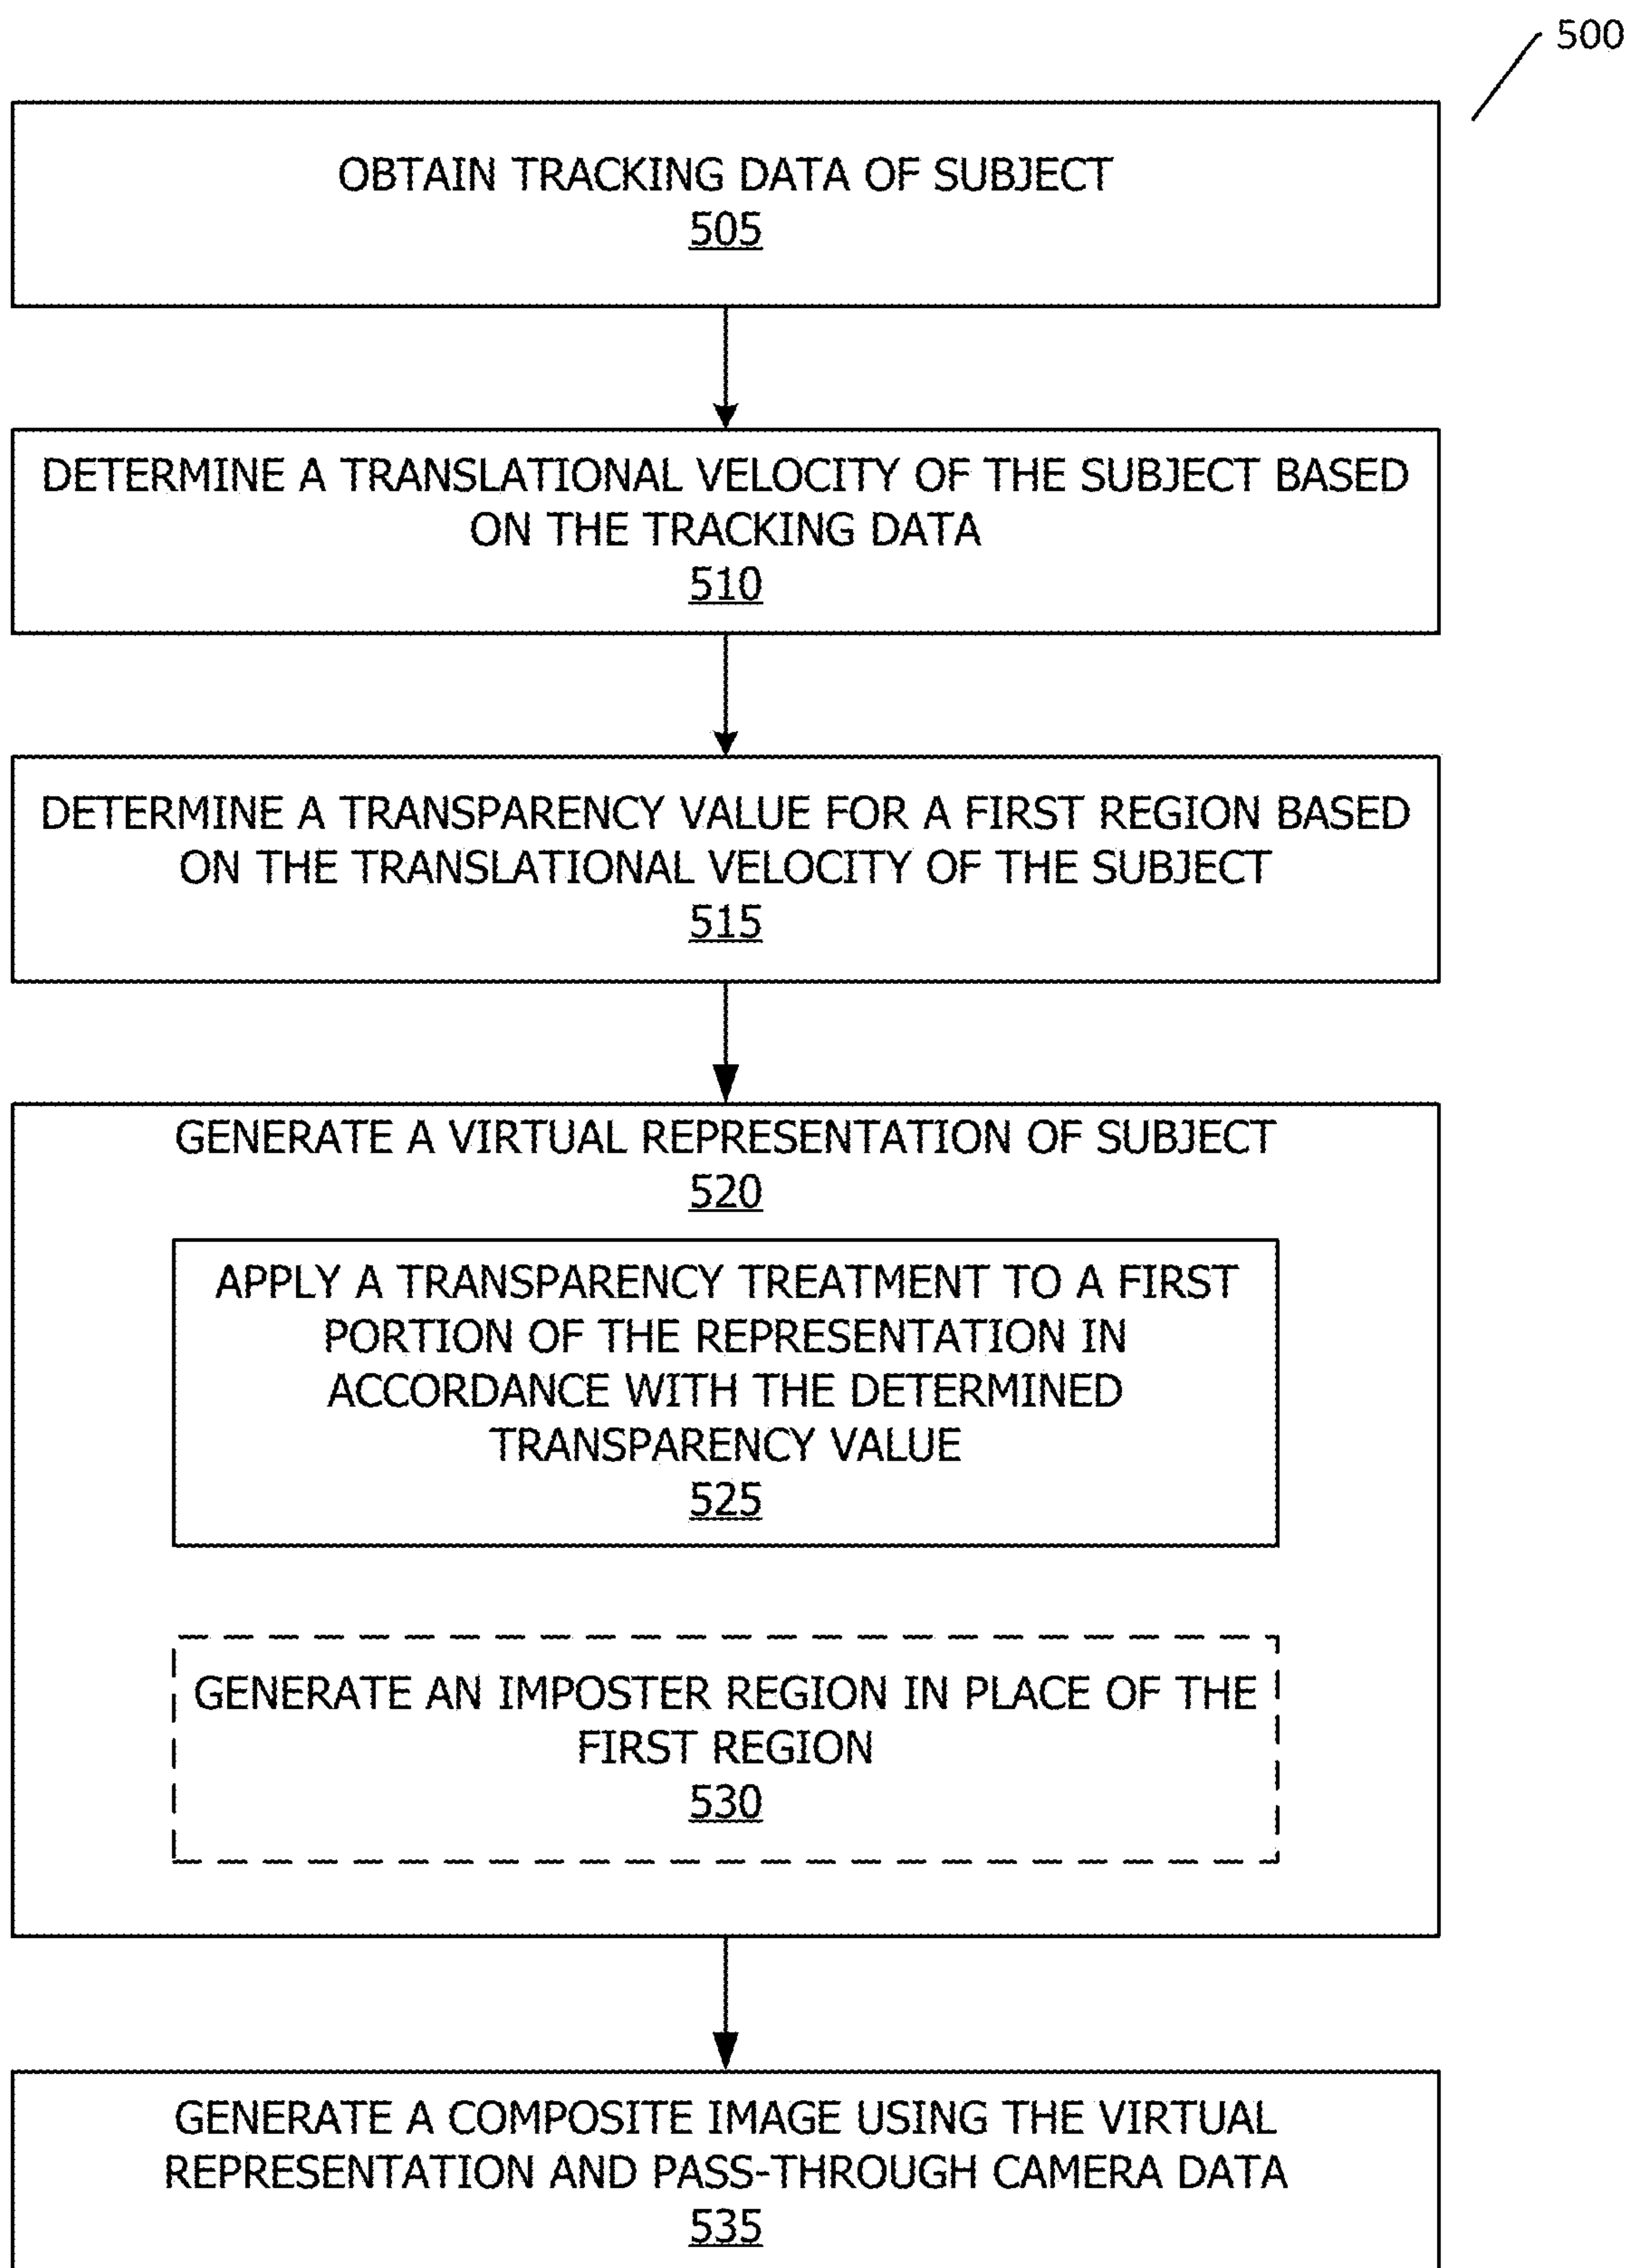 500
OBTAIN TRACKING DATA OF SUBJECT
505
DETERMINE A TRANSLATIONAL VELOCITY OF THE SUBJECT BASED
ON THE TRACKING DATA
510
DETERMINE A TRANSPARENCY VALUE FOR A FIRST REGION BASED
ON THE TRANSLATIONAL VELOCITY OF THE SUBJECT
515
GENERATE A VIRTUAL REPRESENTATION OF SUBJECT
520
APPLY A TRANSPARENCY TREATMENT TO A FIRST
PORTION OF THE REPRESENTATION IN
ACCORDANCE WITH THE DETERMINED
TRANSPARENCY VALUE
525
GENERATE AN IMPOSTER REGION IN PLACE OF THE
FIRST REGION
530
GENERATE A COMPOSITE IMAGE USING THE VIRTUAL
REPRESENTATION AND PASS-THROUGH CAMERA DATA
535